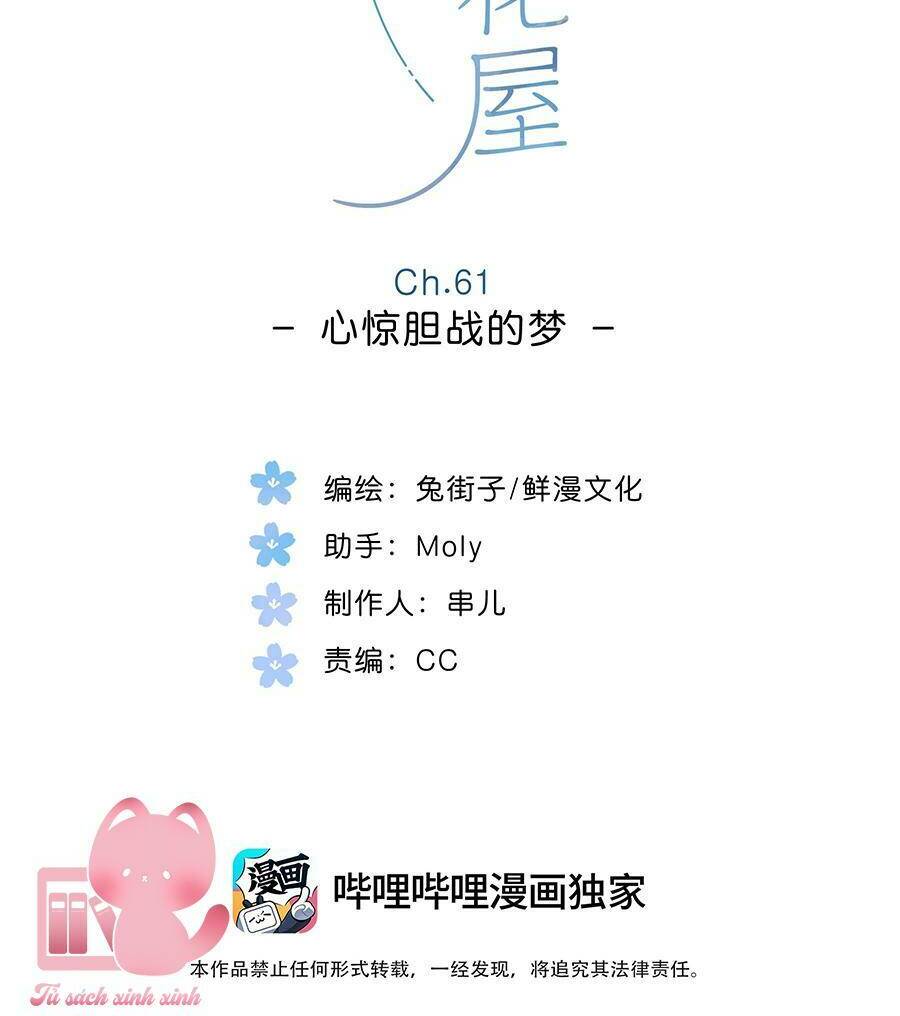 屋
Ch.61
- 心惊胆战的梦 -
编绘：兔街子/鲜漫文化
助手：Moly
制作人：串儿
责编：CC
漫画
哔哩哔哩漫画独家
本作品禁止任何形式转载，一经发现，将追究其法律责任。
Tủ sách xinh xinh